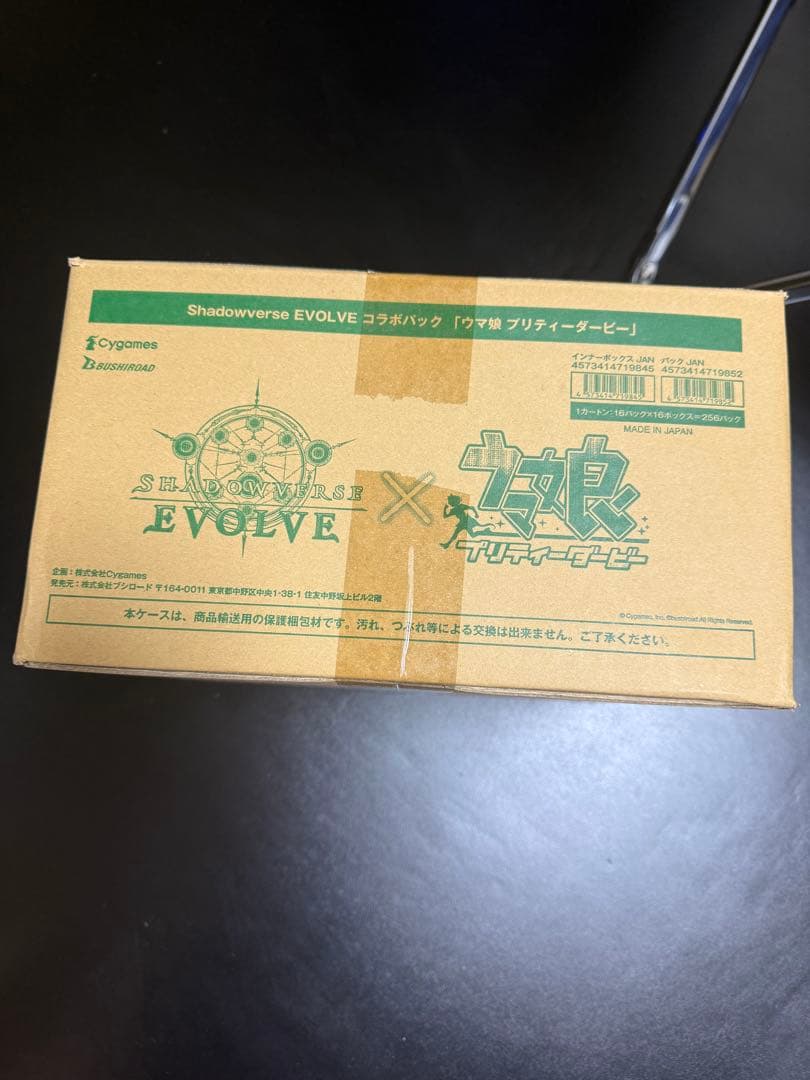 Shadowverse EVOLVE コラボパック 「ウマ娘 プリティーダービー」
Cygames
BUSHIROAD
インナーボックス JAN パック JAN
4573414719845 4573414719852
4 573414 719845 4 573414 719852
1カートン:16パック×16ボックス=256パック
MADE IN JAPAN
SHADOWVERSE
EVOLVE
×
ウマ娘
プリティーダービー
企画:株式会社Cygames
発売元:株式会社ブシロード 〒164-0011 東京都中野区中央1-38-1 住友中野坂上ビル2階
© Cygames, Inc. ©bushiroad All Rights Reserved.
本ケースは、商品輸送用の保護梱包材です。汚れ、つぶれ等による交換は出来ません。ご了承ください。